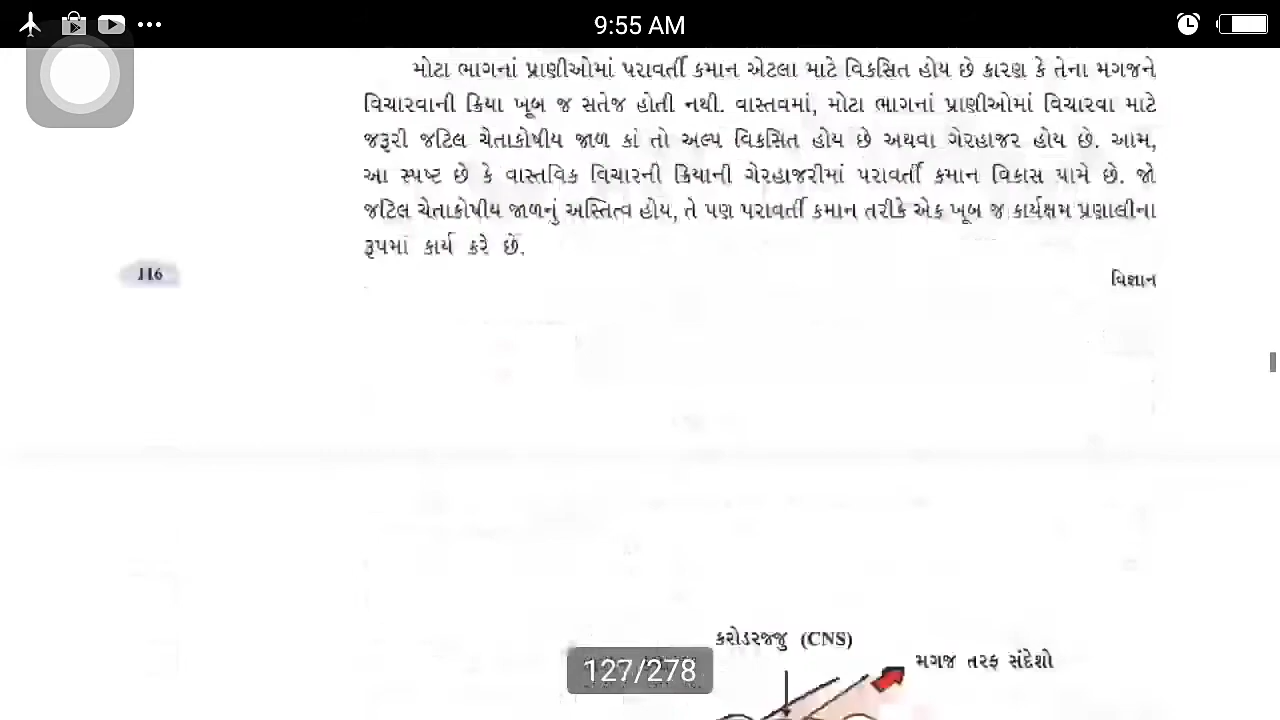 9:55 AM
મોટા ભાગનાં પ્રાણીઓમાં પરાવર્તી કમાન એટલા માટે વિકસિત હોય છે કારણ કે તેના મગજને
વિચારવાની ક્રિયા ખૂબ જ સતેજ હોતી નથી. વાસ્તવમાં, મોટા ભાગનાં પ્રાણીઓમાં વિચારવા માટે
જરૂરી જટિલ ચેતાકોષીય જાળ કાં તો અલ્પ વિકસિત હોય છે અથવા ગેરહાજર હોય છે. આમ,
આ સ્પષ્ટ છે કે વાસ્તવિક વિચારની ક્રિયાની ગેરહાજરીમાં પરાવર્તી કમાન વિકાસ પામે છે. જો
જટિલ ચેતાકોષીય જાળનું અસ્તિત્વ હોય, તે પણ પરાવર્તી કમાન તરીકે એક ખૂબ જ કાર્યક્ષમ પ્રણાલીના
રૂપમાં કાર્ય કરે છે.
116
વિજ્ઞાન
કરોડરજ્જુ (CNS)
મગજ તરફ સંદેશો
127/278